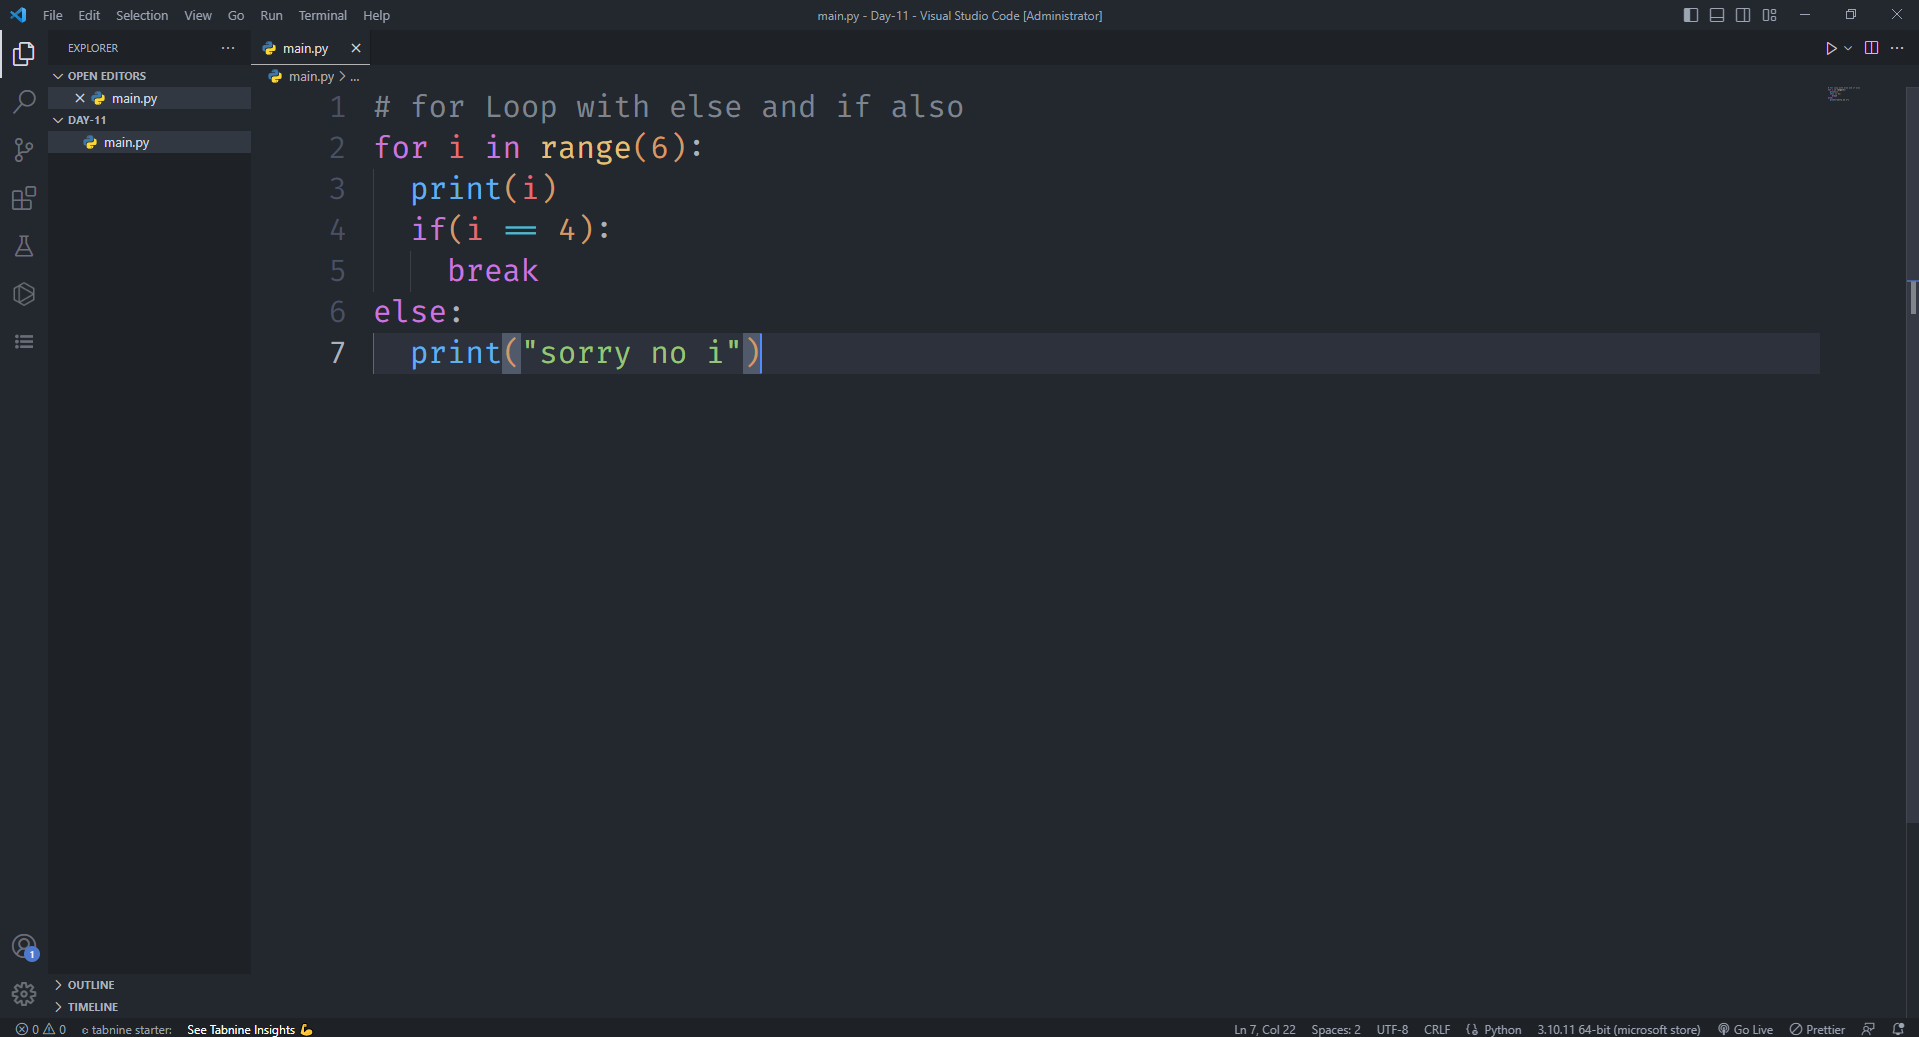 File Edit Selection View Go Run Terminal Help
main.py - Day-11 - Visual Studio Code [Administrator]
EXPLORER
OPEN EDITORS
main.py
DAY-11
main.py
OUTLINE
TIMELINE
main.py
main.py > ...
1 # for Loop with else and if also
2 for i in range(6):
3   print(i)
4   if(i == 4):
5     break
6 else:
7   print("sorry no i")
1
0 0 tabnine starter: See Tabnine Insights 💪
Ln 7, Col 22 Spaces: 2 UTF-8 CRLF Python 3.10.11 64-bit (microsoft store) Go Live Prettier